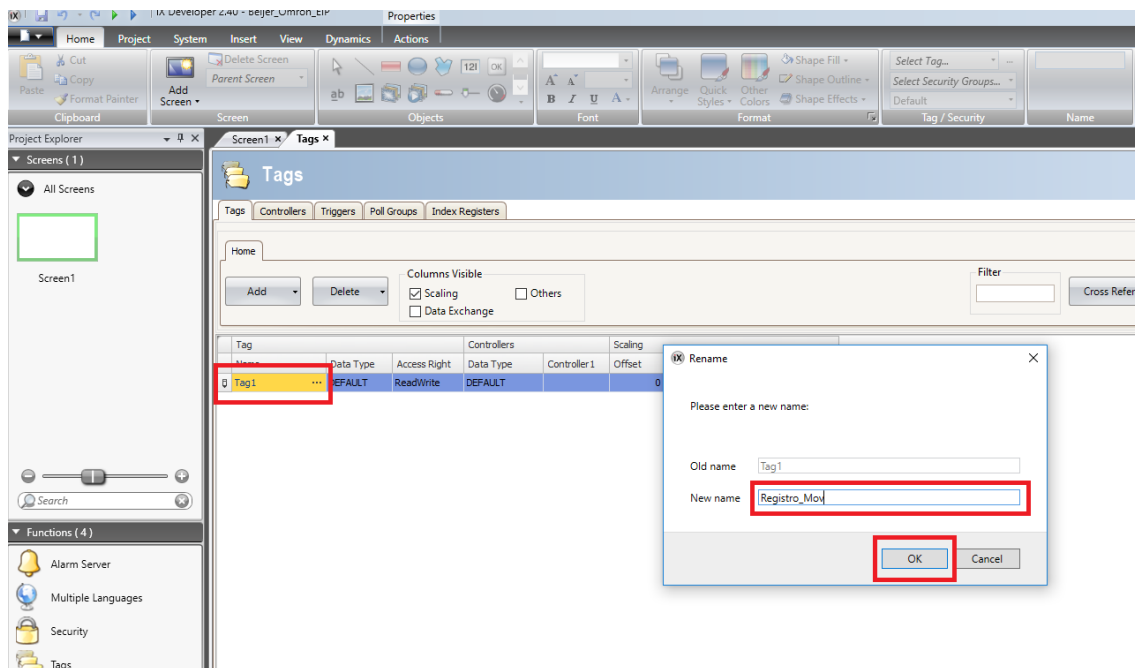 iX Developer 2.40 - Beijer_Omron_EIP
Properties
Home Project System Insert View Dynamics Actions
Cut
Copy
Paste
Format Painter
Clipboard
Add
Screen
Delete Screen
Parent Screen
Screen
ab
12
OK
Objects
A A
B I U A
Font
Arrange
Quick
Styles
Other
Colors
Shape Fill
Shape Outline
Shape Effects
Format
Select Tag...
...
Select Security Groups...
Default
Tag / Security
Name
Project Explorer
Screen1 × Tags ×
Screens ( 1 )
All Screens
Screen1
Search
Functions ( 4 )
Alarm Server
Multiple Languages
Security
Tags
Tags
Tags Controllers Triggers Poll Groups Index Registers
Home
Add
Delete
Columns Visible
Scaling
Others
Data Exchange
Filter
Cross Refer
Tag Controllers Scaling
Name Data Type Access Right Data Type Controller1 Offset
Tag1 ... DEFAULT ReadWrite DEFAULT 0
iX Rename
Please enter a new name:
Old name Tag1
New name Registro_Mov
OK Cancel